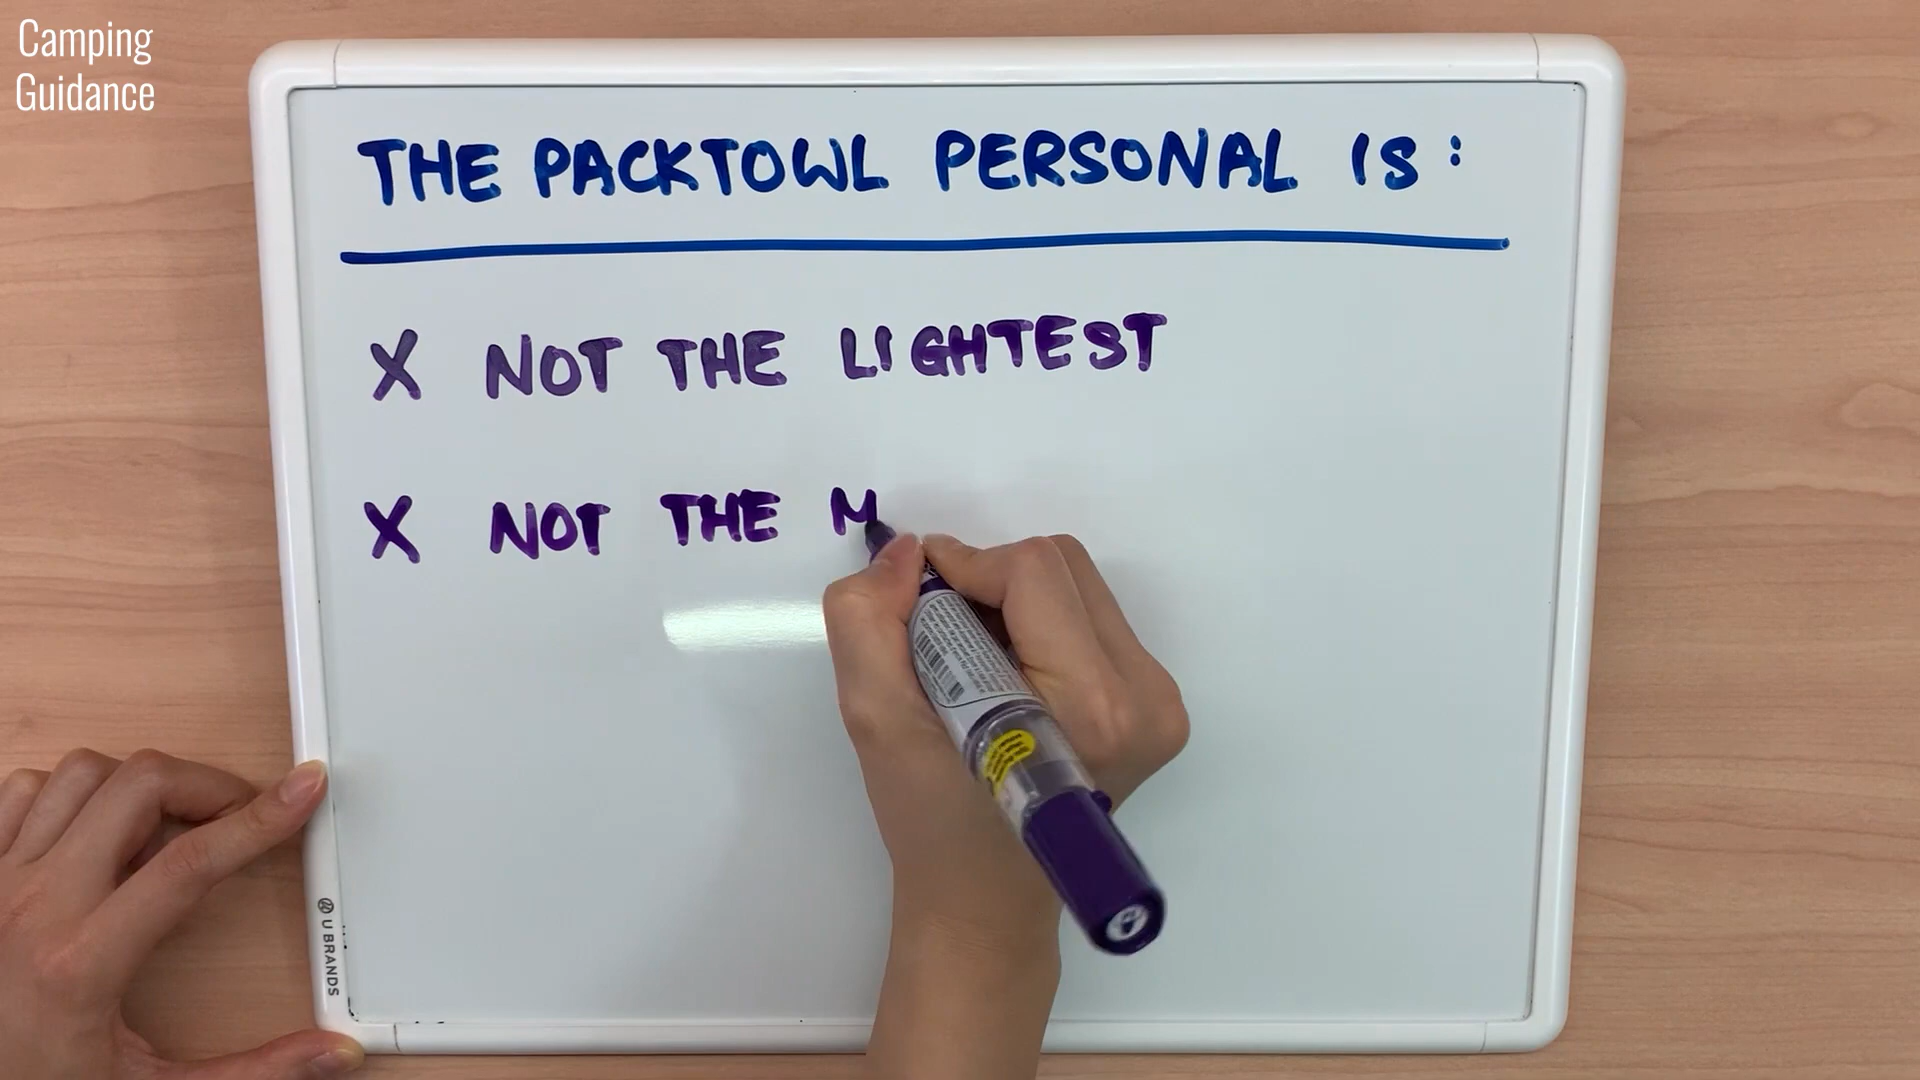 Camping
Guidance
THE PACKTOWL PERSONAL IS:
X NOT THE LIGHTEST
X NOT THE M
U BRANDS